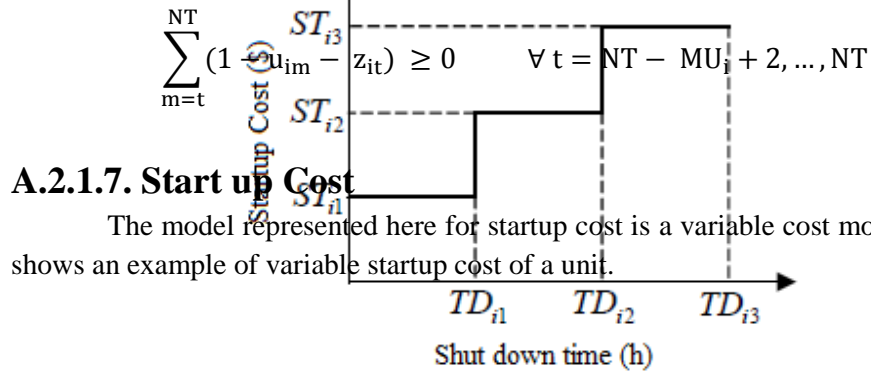 NT
∑(1 − u_im − z_it) ≥ 0 ∀ t = NT − MU_i + 2, … , NT
m=t
A.2.1.7. Start up Cost
The model represented here for startup cost is a variable cost mo
shows an example of variable startup cost of a unit.
Startup Cost ($)
ST_i3
ST_i2
ST_i1
TD_i1 TD_i2 TD_i3
Shut down time (h)